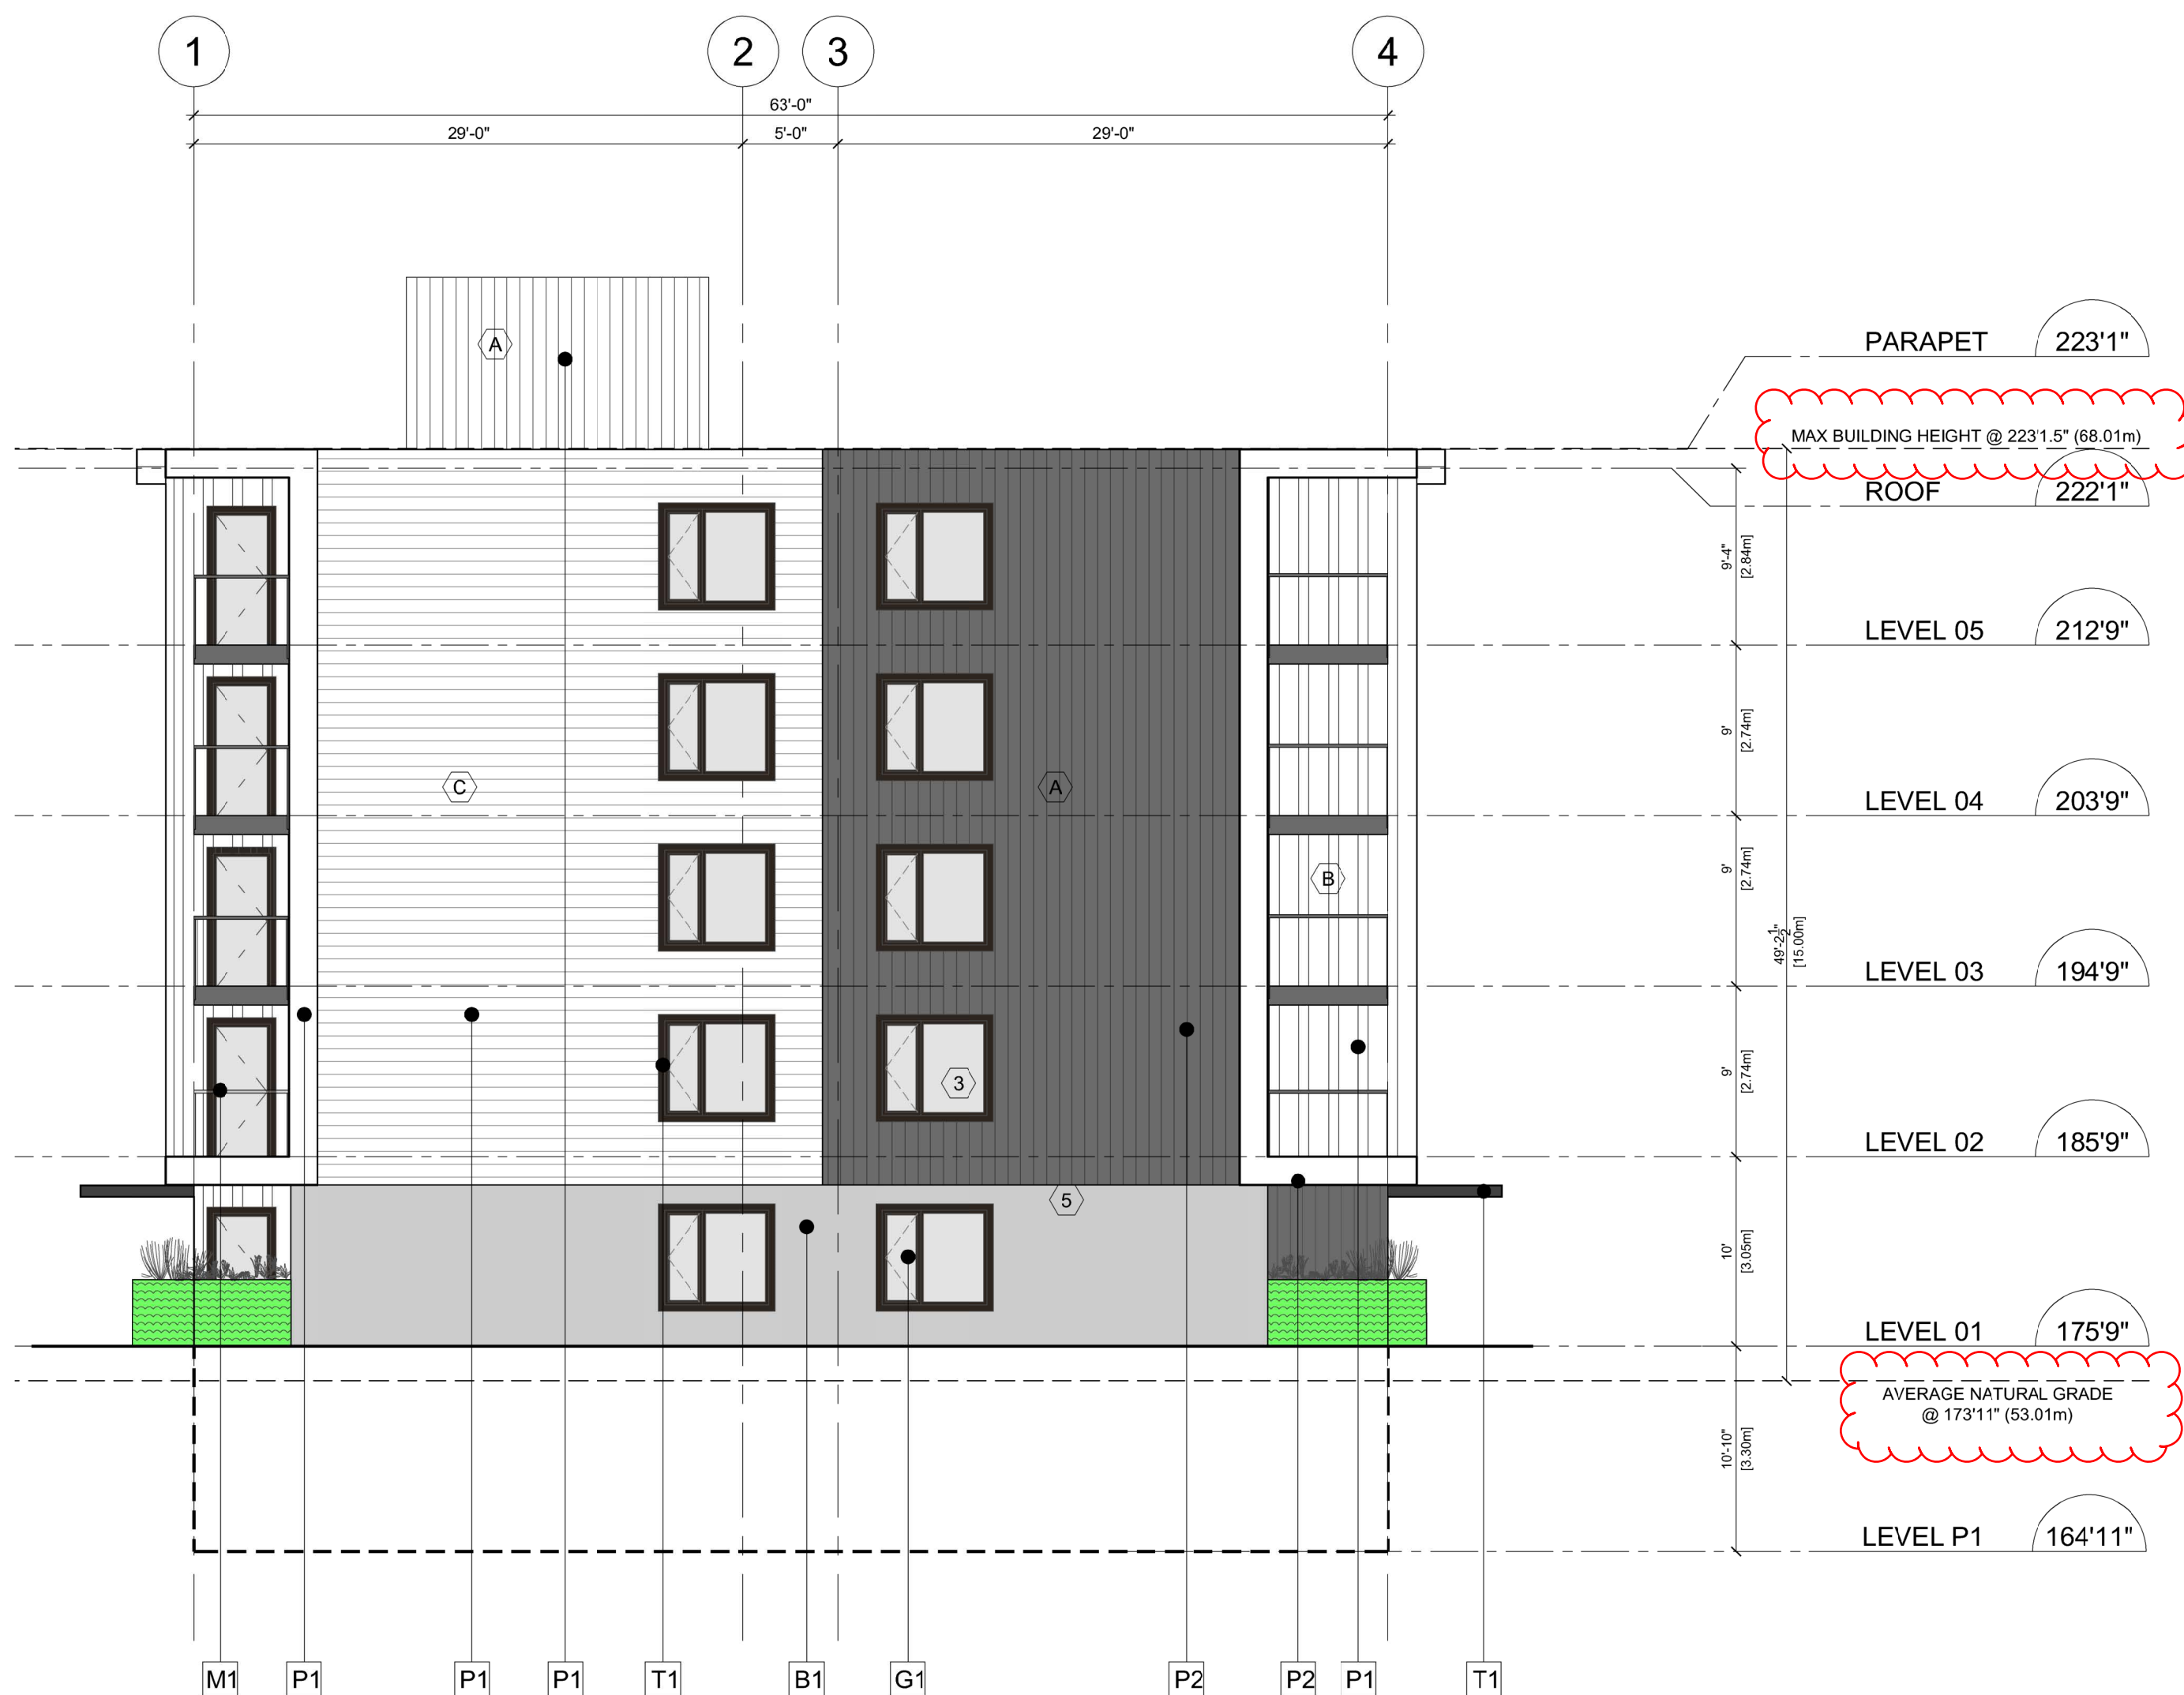 1
2
3
4
63'-0"
29'-0"
5'-0"
29'-0"
A
PARAPET 223'1"
MAX BUILDING HEIGHT @ 223'1.5" (68.01m)
ROOF 222'1"
9'-4"
[2.84m]
LEVEL 05 212'9"
9'
[2.74m]
C
A
LEVEL 04 203'9"
9'
[2.74m]
B
49'-2 1/2"
[15.00m]
LEVEL 03 194'9"
9'
[2.74m]
3
LEVEL 02 185'9"
5
10'
[3.05m]
LEVEL 01 175'9"
AVERAGE NATURAL GRADE
@ 173'11" (53.01m)
10'-10"
[3.30m]
LEVEL P1 164'11"
M1
P1
P1
P1
T1
B1
G1
P2
P2
P1
T1